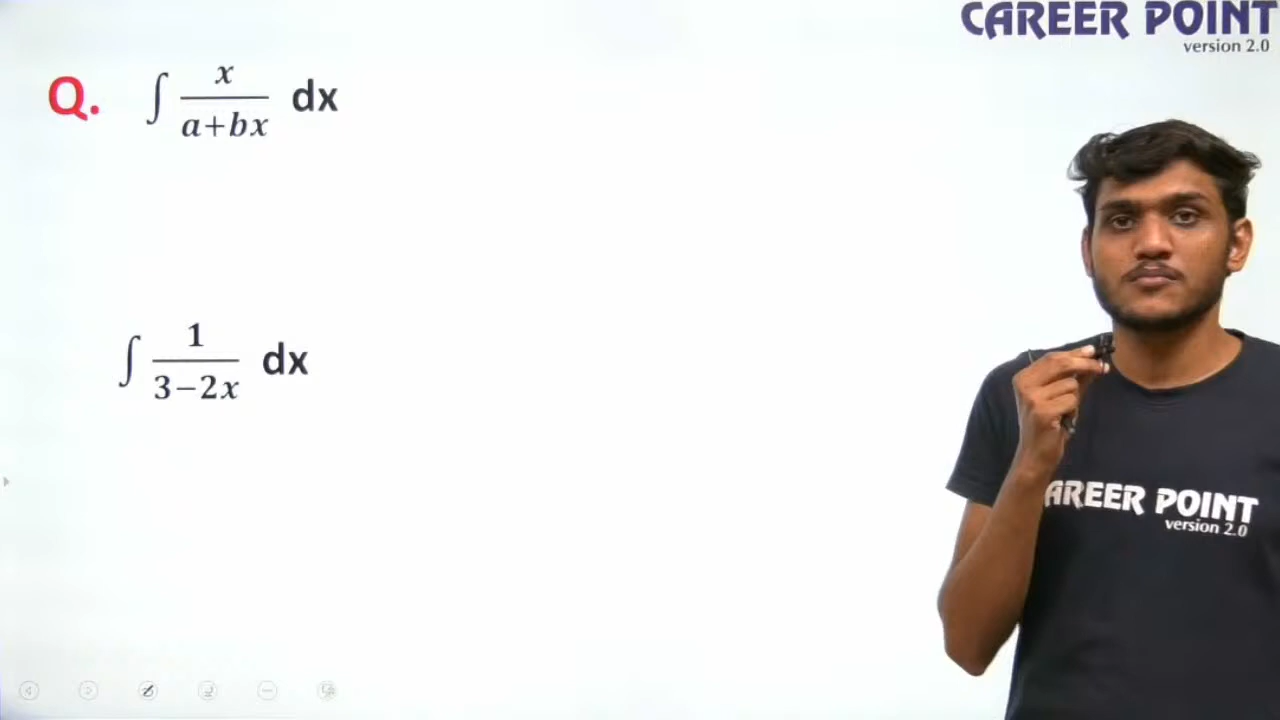 CAREER POINT
version 2.0
Q. ∫ x/(a+bx) dx
∫ 1/(3−2x) dx
AREER POINT
version 2.0